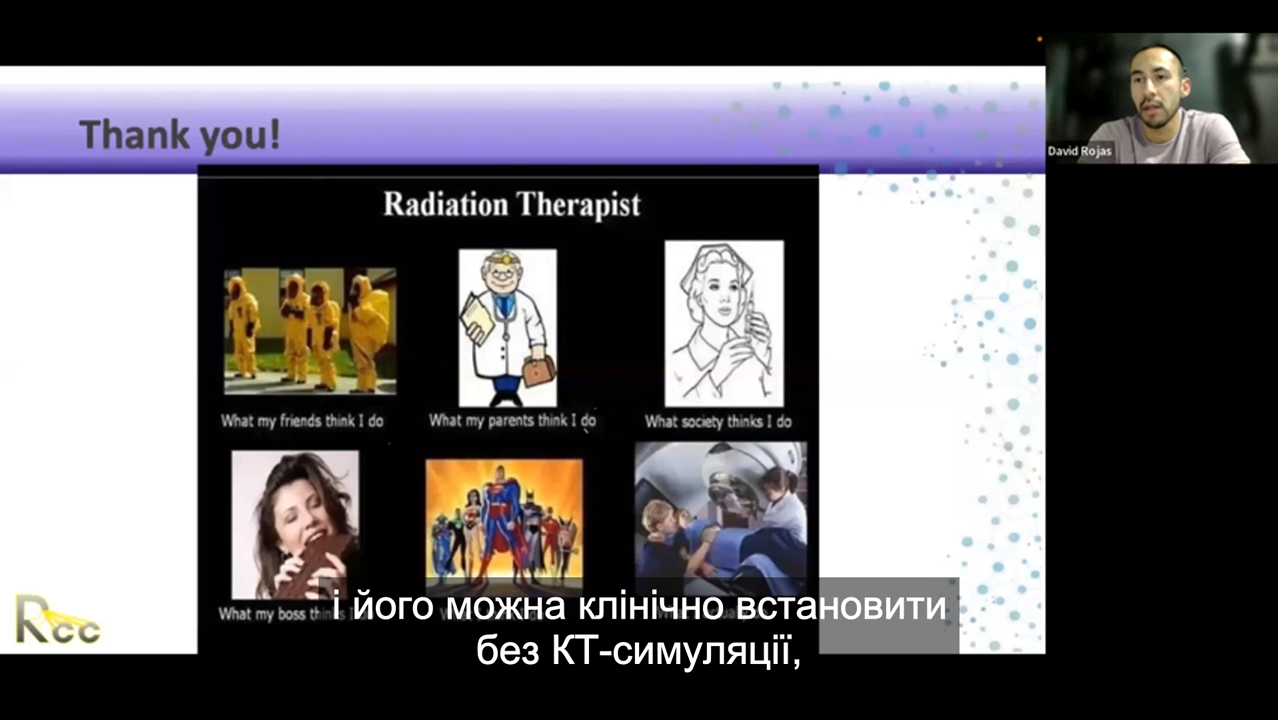 Thank you!
David Rojas
Radiation Therapist
What my friends think I do
What my parents think I do
What society thinks I do
What my boss thinks
Rcc
і його можна клінічно встановити
без КТ-симуляції,